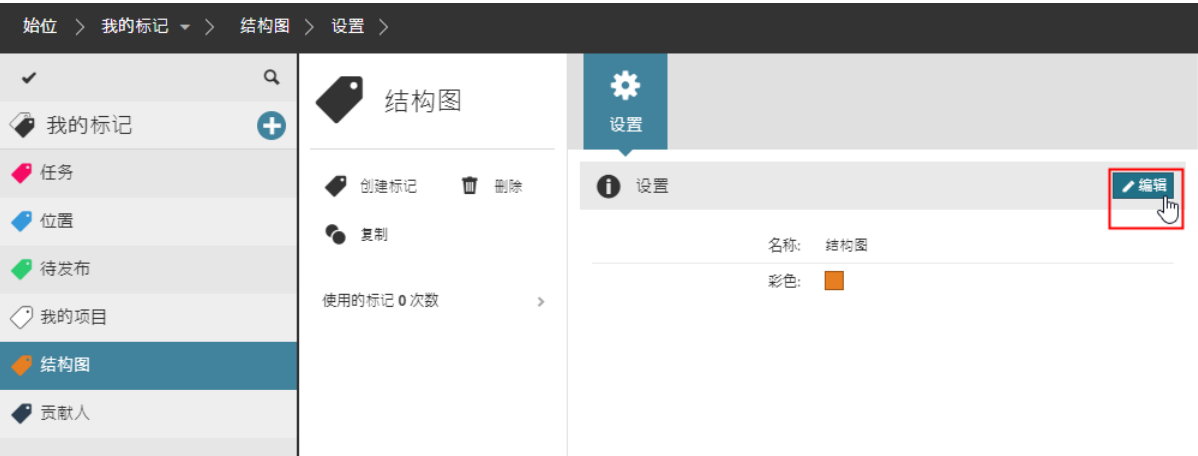 始位 > 我的标记 > 结构图 > 设置 >
我的标记
任务
位置
待发布
我的项目
结构图
贡献人
结构图
创建标记 删除
复制
使用的标记 0 次数
设置
设置
编辑
名称: 结构图
彩色: